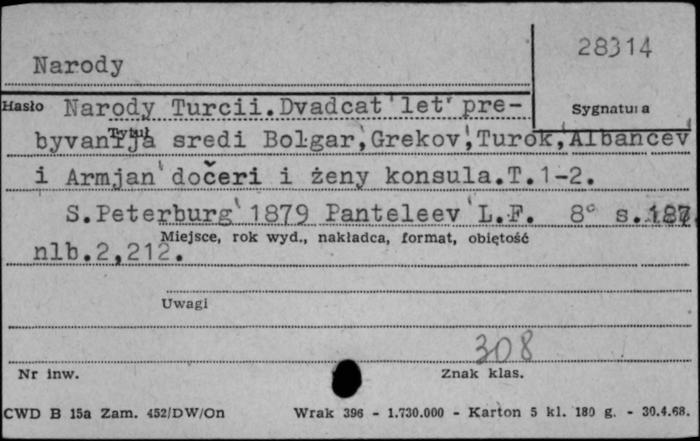 28314
Narody
Hasło Narody Turcii.Dvadcat' let' pre- Sygnatura
byvanija sredi Bolgar,Grekov,Turok,Albancev
Tytuł
i Armjan' dočeri i ženy konsula.T.1-2.
S.Peterburg' 1879 Panteleev' L.F. 8° s.187.
Miejsce, rok wyd., nakładca, format, objętość
nlb.2,212.
Uwagi
308
Nr inw. Znak klas.
CWD B 15a Zam. 452/DW/On Wrak 396 - 1.730.000 - Karton 5 kl. 180 g. - 30.4.68.